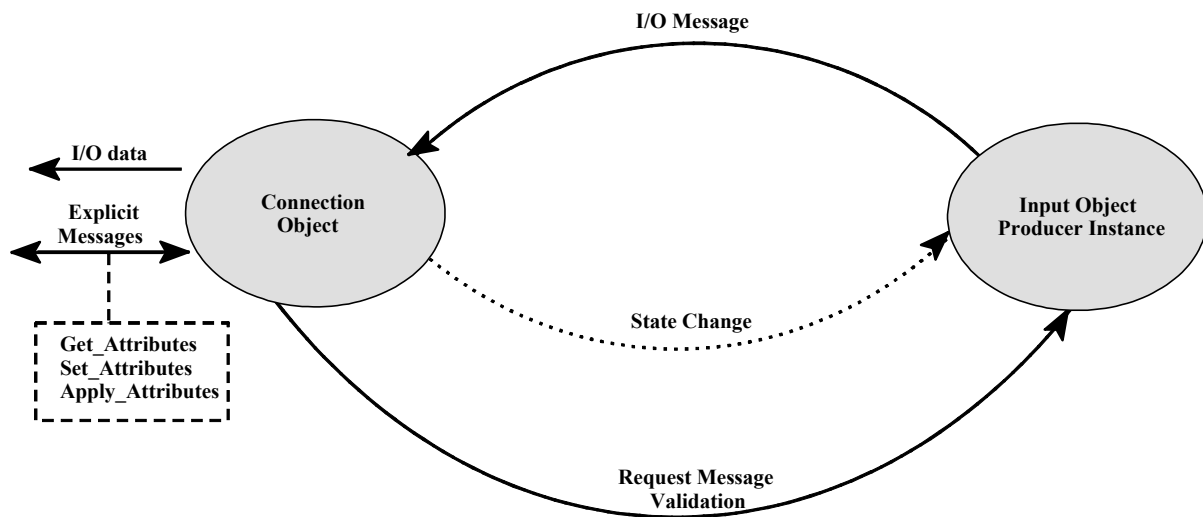 I/O Message
I/O data
Explicit
Messages
Connection
Object
Input Object
Producer Instance
State Change
Get_Attributes
Set_Attributes
Apply_Attributes
Request Message
Validation